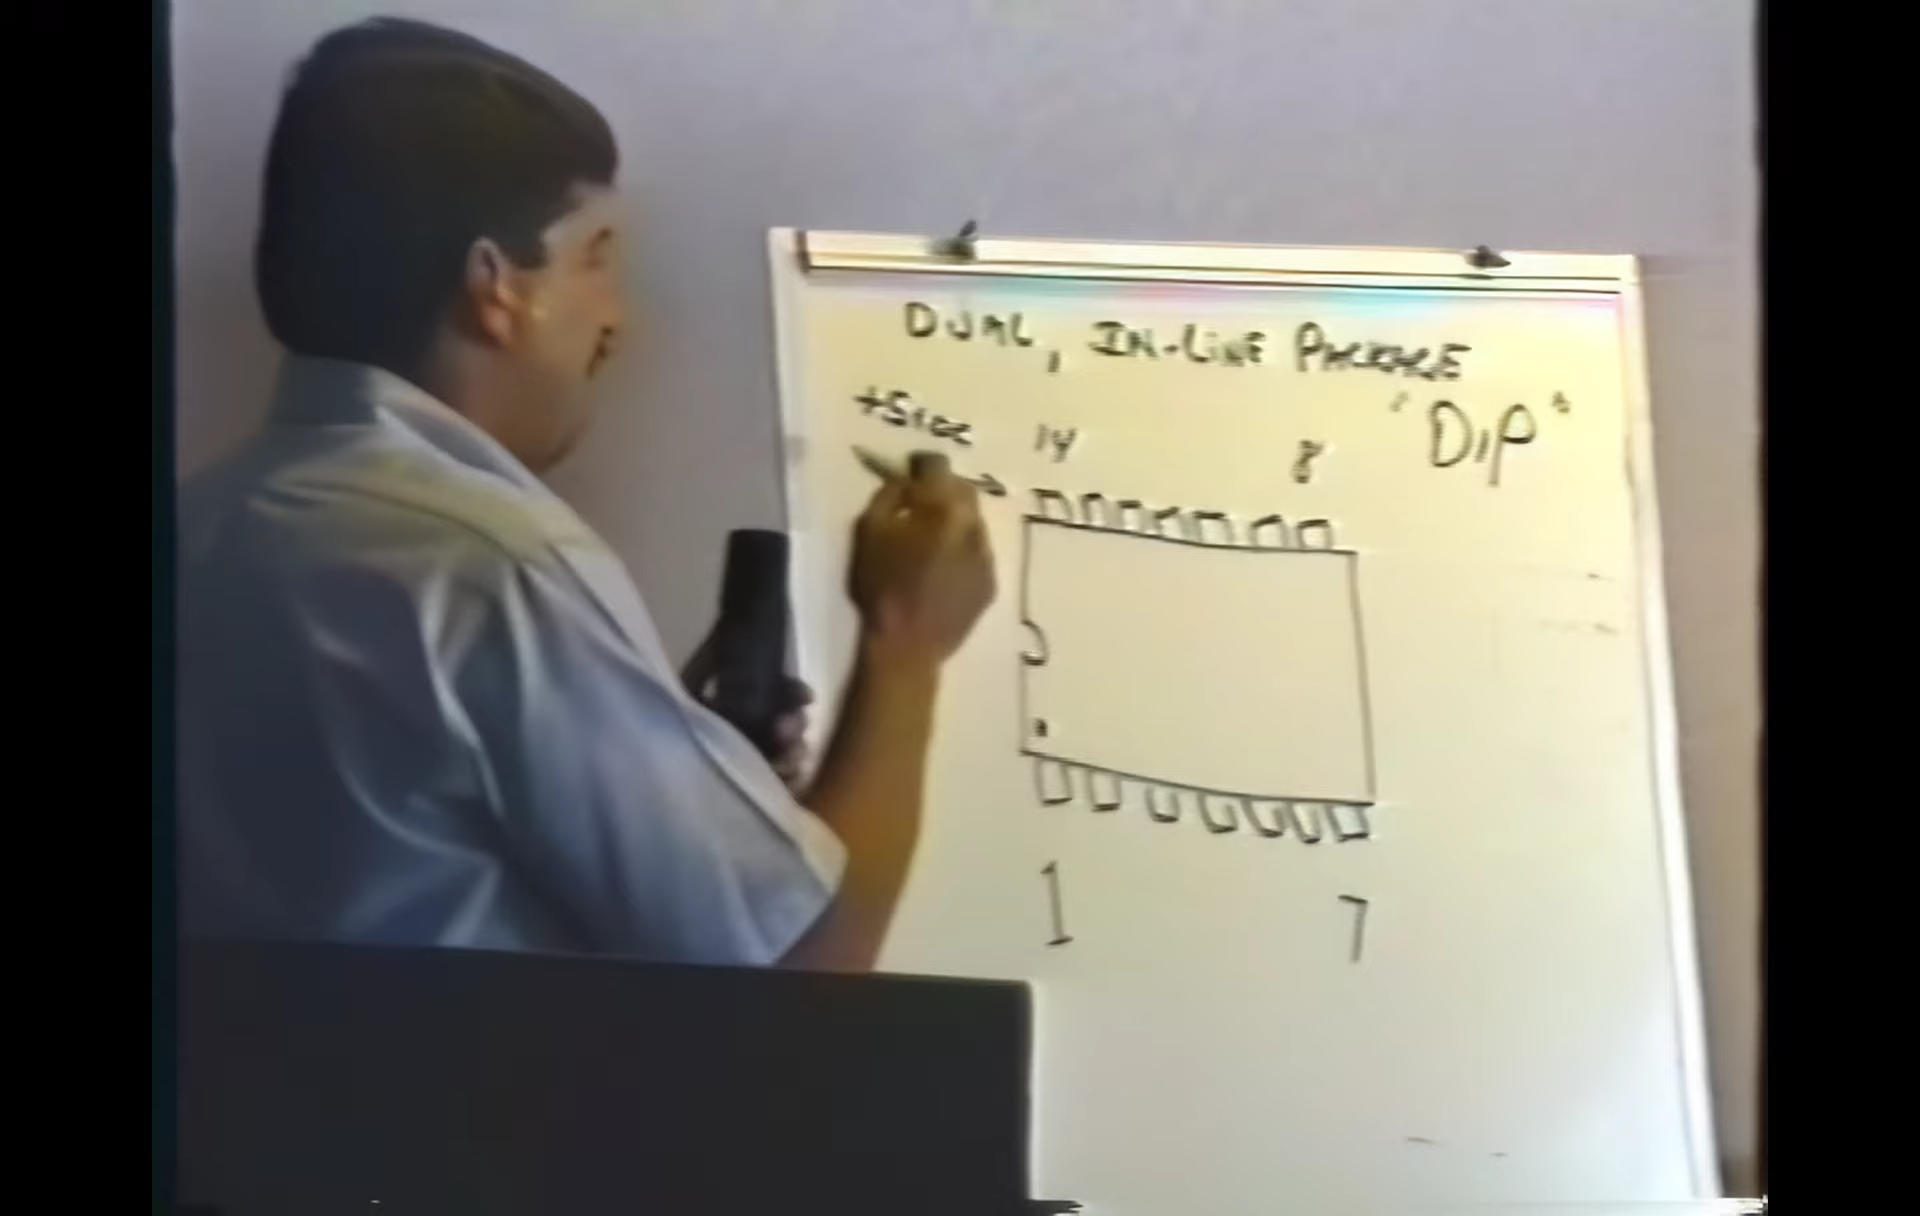 DUAL, IN-LINE PACKAGE
"DIP"
+SIDE
14 8
1 7